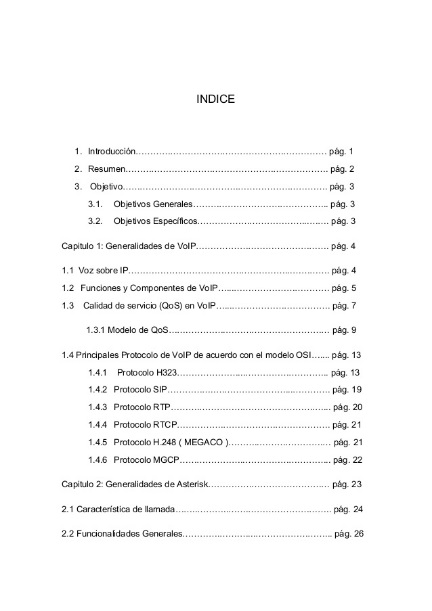 INDICE
1. Introducción……………………………………………………… pág. 1
2. Resumen…………………………………………………………. pág. 2
3. Objetivo…………………………………………………………. pág. 3
3.1. Objetivos Generales…………………………………….. pág. 3
3.2. Objetivos Específicos……………………………………. pág. 3
Capitulo 1: Generalidades de VoIP……………………………………. pág. 4
1.1 Voz sobre IP………………………………………………………. pág. 4
1.2 Funciones y Componentes de VoIP…..………………………… pág. 5
1.3 Calidad de servicio (QoS) en VoIP…...………………………… pág. 7
1.3.1 Modelo de QoS……………………………………………… pág. 9
1.4 Principales Protocolo de VoIP de acuerdo con el modelo OSI…... pág. 13
1.4.1 Protocolo H323………………………………………….. pág. 13
1.4.2 Protocolo SIP……………………………………………. pág. 19
1.4.3 Protocolo RTP……………………………………………. pág. 20
1.4.4 Protocolo RTCP………………………………………… pág. 21
1.4.5 Protocolo H.248 ( MEGACO )…………………………… pág. 21
1.4.6 Protocolo MGCP………………………………………... pág. 22
Capitulo 2: Generalidades de Asterisk………………………………… pág. 23
2.1 Característica de llamada…………………………………………. pág. 24
2.2 Funcionalidades Generales……………………………………….. pág. 26